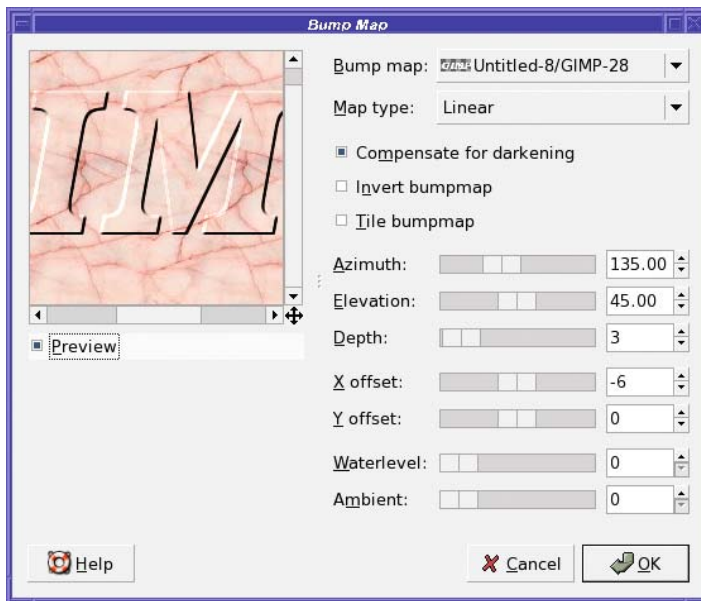 Bump Map
IM
Bump map: Untitled-8/GIMP-28
Map type: Linear
Compensate for darkening
Invert bumpmap
Tile bumpmap
Azimuth: 135.00
Elevation: 45.00
Depth: 3
X offset: -6
Y offset: 0
Waterlevel: 0
Ambient: 0
Preview
Help
Cancel
OK